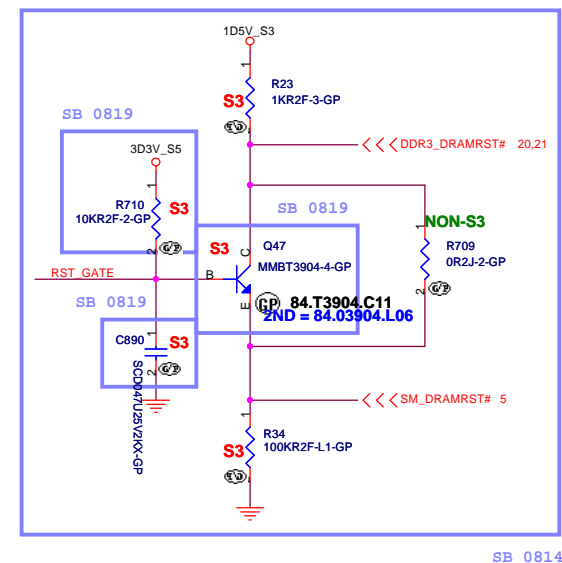 1D5V_S3
1
R23
1KR2F-3-GP
S3
SB 0819
DDR3_DRAMRST# 20,21
3D3V_S5
1
R710
10KR2F-2-GP
S3
2
G/P
SB 0819
NON-S3
1
R709
0R2J-2-GP
2
G/P
S3
Q47
C
MMBT3904-4-GP
B
E
RST_GATE
GP
84.T3904.C11
2ND = 84.03904.L06
SB 0819
1
C890
S3
2
G/P
SCD047U25V2KX-GP
SM_DRAMRST# 5
1
R34
100KR2F-L1-GP
S3
SB 0814